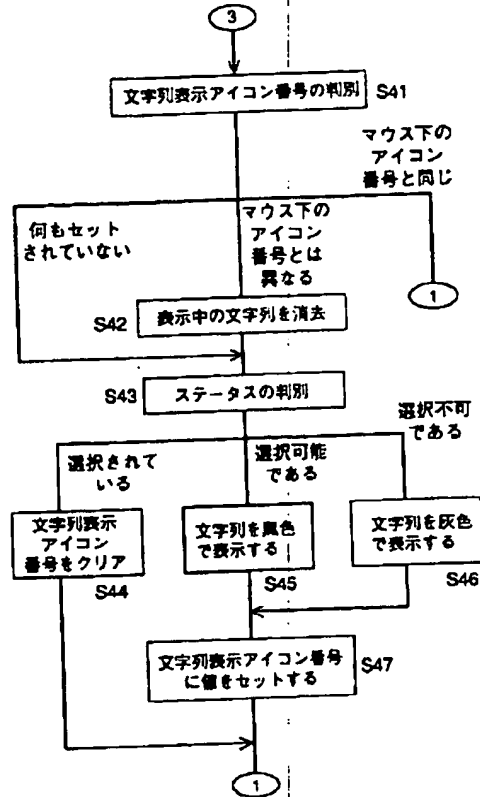 3
文字列表示アイコン番号の判別
S41
マウス下の
アイコン
番号と同じ
何もセット
されていない
マウス下の
アイコン
番号とは
異なる
1
S42
表示中の文字列を消去
S43
ステータスの判別
選択されて
いる
選択可能
である
選択不可
である
文字列表示
アイコン
番号をクリア
S44
文字列を黒色
で表示する
S45
文字列を灰色
で表示する
S46
文字列表示アイコン番号
に値をセットする
S47
1